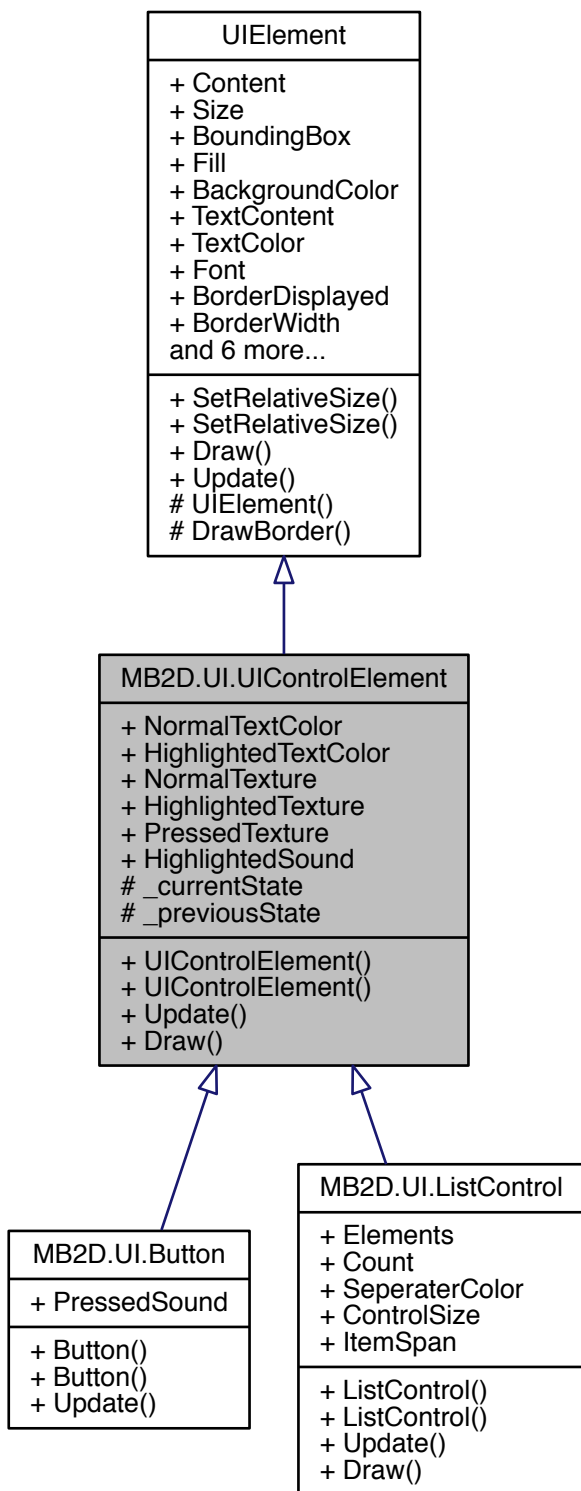 UIElement
+ Content
+ Size
+ BoundingBox
+ Fill
+ BackgroundColor
+ TextContent
+ TextColor
+ Font
+ BorderDisplayed
+ BorderWidth
and 6 more...
+ SetRelativeSize()
+ SetRelativeSize()
+ Draw()
+ Update()
# UIElement()
# DrawBorder()
MB2D.UI.UIControlElement
+ NormalTextColor
+ HighlightedTextColor
+ NormalTexture
+ HighlightedTexture
+ PressedTexture
+ HighlightedSound
# _currentState
# _previousState
+ UIControlElement()
+ UIControlElement()
+ Update()
+ Draw()
MB2D.UI.Button
+ PressedSound
+ Button()
+ Button()
+ Update()
MB2D.UI.ListControl
+ Elements
+ Count
+ SeperaterColor
+ ControlSize
+ ItemSpan
+ ListControl()
+ ListControl()
+ Update()
+ Draw()